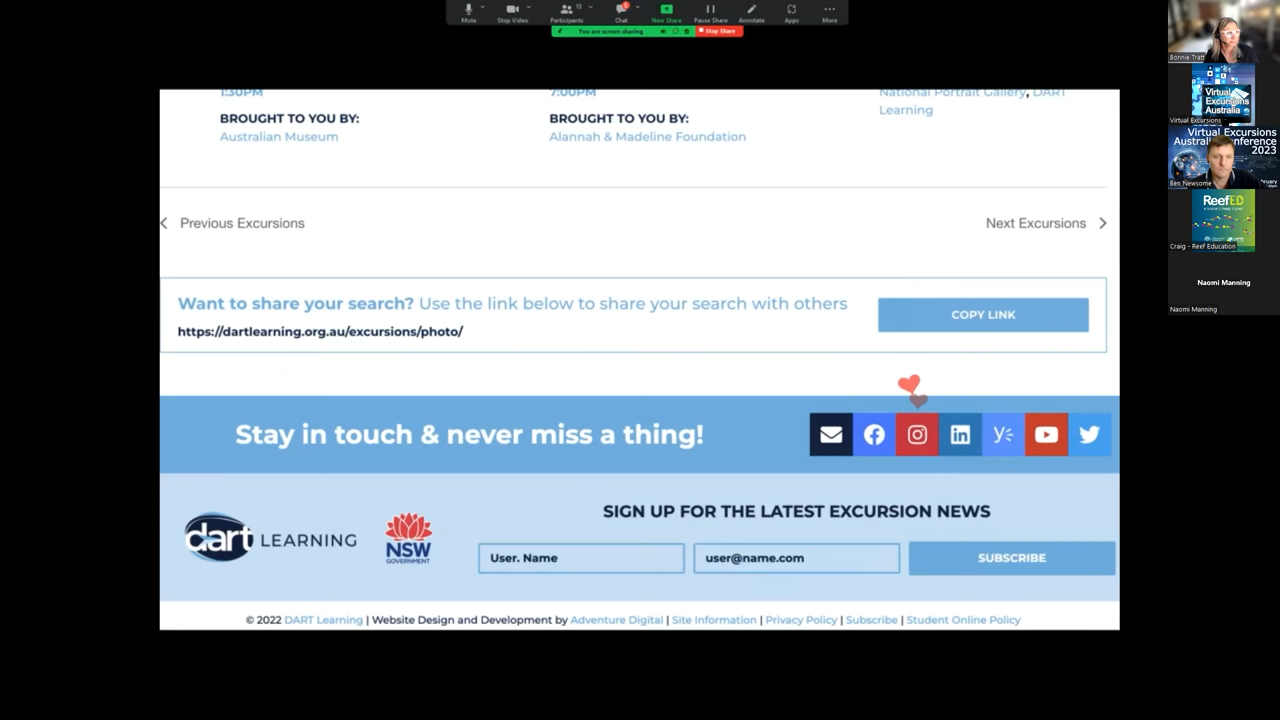 Mute
Stop Video
Participants
15
Chat
New Share
Pause Share
Annotate
Apps
More
You are screen sharing
Stop Share
1:30PM
7:00PM
National Portrait Gallery, DART
Learning
BROUGHT TO YOU BY:
BROUGHT TO YOU BY:
Australian Museum
Alannah & Madeline Foundation
Previous Excursions
Next Excursions
Want to share your search? Use the link below to share your search with others
https://dartlearning.org.au/excursions/photo/
COPY LINK
Stay in touch & never miss a thing!
dart LEARNING
NSW
GOVERNMENT
SIGN UP FOR THE LATEST EXCURSION NEWS
User. Name
user@name.com
SUBSCRIBE
© 2022 DART Learning | Website Design and Development by Adventure Digital | Site Information | Privacy Policy | Subscribe | Student Online Policy
Bonnie Tratt
Virtual
Excursions
Australia
Virtual Excursions
Virtual Excursions
Australia Conference
2023
Ben Newsome
ReefED
Craig - Reef Education
Naomi Manning
Naomi Manning